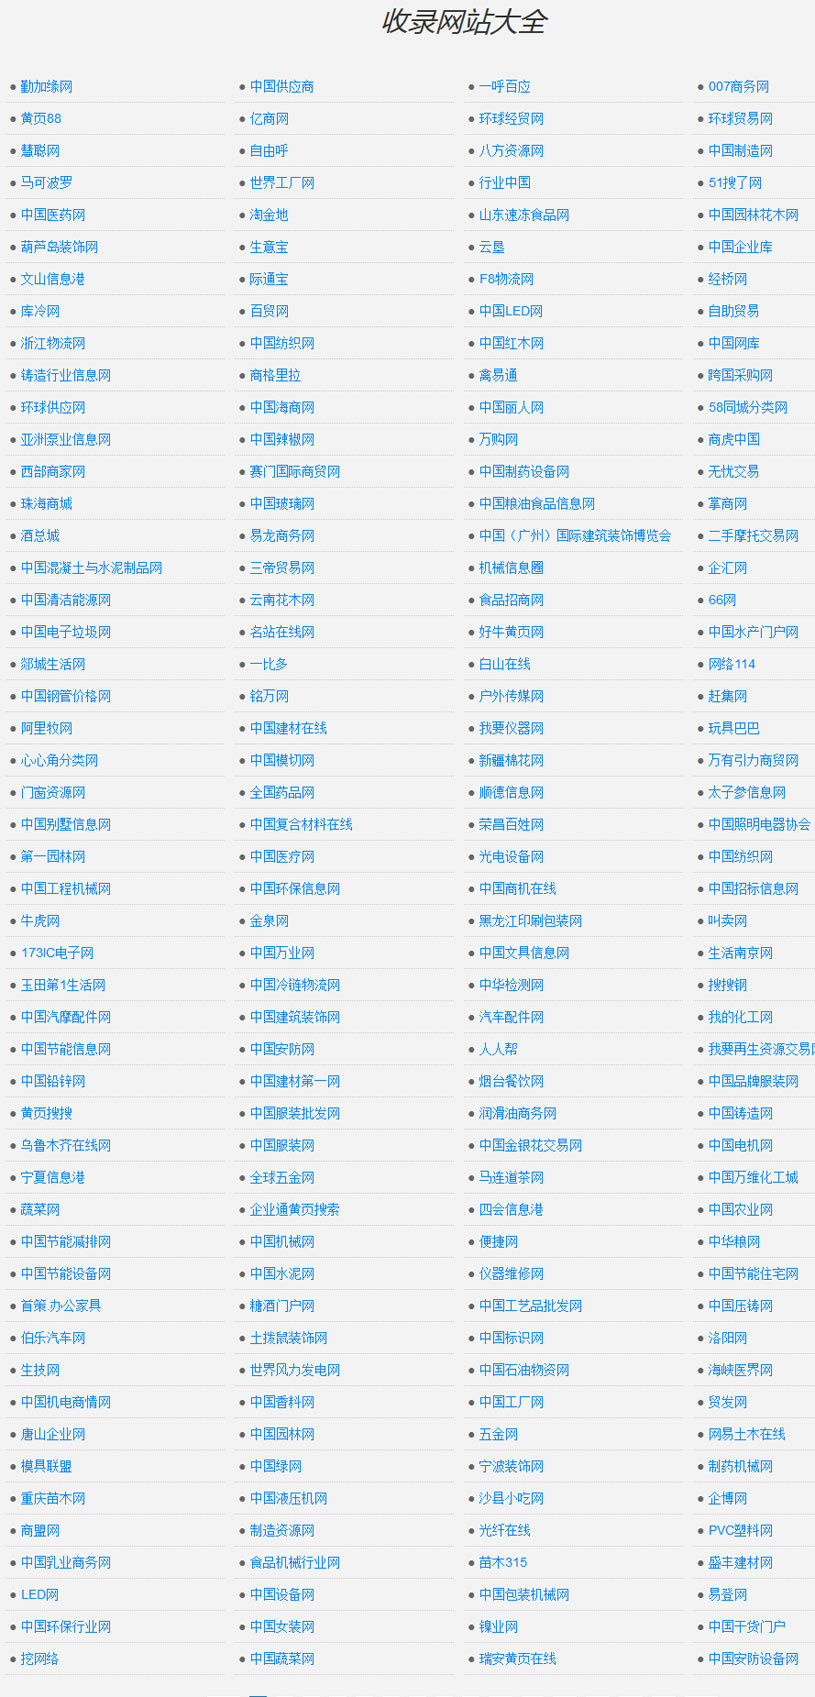 收录网站大全
● 勤加缘网 ● 中国供应商 ● 一呼百应 ● 007商务网
● 黄页88 ● 亿商网 ● 环球经贸网 ● 环球贸易网
● 慧聪网 ● 自由呼 ● 八方资源网 ● 中国制造网
● 马可波罗 ● 世界工厂网 ● 行业中国 ● 51搜了网
● 中国医药网 ● 淘金地 ● 山东速冻食品网 ● 中国园林花木网
● 葫芦岛装饰网 ● 生意宝 ● 云垦 ● 中国企业库
● 文山信息港 ● 际通宝 ● F8物流网 ● 经桥网
● 库冷网 ● 百贸网 ● 中国LED网 ● 自助贸易
● 浙江物流网 ● 中国纺织网 ● 中国红木网 ● 中国网库
● 铸造行业信息网 ● 商格里拉 ● 禽易通 ● 跨国采购网
● 环球供应网 ● 中国海商网 ● 中国丽人网 ● 58同城分类网
● 亚洲泵业信息网 ● 中国辣椒网 ● 万购网 ● 商虎中国
● 西部商家网 ● 赛门国际商贸网 ● 中国制药设备网 ● 无忧交易
● 珠海商城 ● 中国玻璃网 ● 中国粮油食品信息网 ● 掌商网
● 酒总城 ● 易龙商务网 ● 中国（广州）国际建筑装饰博览会 ● 二手摩托交易网
● 中国混凝土与水泥制品网 ● 三帝贸易网 ● 机械信息圈 ● 企汇网
● 中国清洁能源网 ● 云南花木网 ● 食品招商网 ● 66网
● 中国电子垃圾网 ● 名站在线网 ● 好牛黄页网 ● 中国水产门户网
● 郯城生活网 ● 一比多 ● 白山在线 ● 网络114
● 中国钢管价格网 ● 铭万网 ● 户外传媒网 ● 赶集网
● 阿里牧网 ● 中国建材在线 ● 我要仪器网 ● 玩具巴巴
● 心心角分类网 ● 中国模切网 ● 新疆棉花网 ● 万有引力商贸网
● 门窗资源网 ● 全国药品网 ● 顺德信息网 ● 太子参信息网
● 中国别墅信息网 ● 中国复合材料在线 ● 荣昌百姓网 ● 中国照明电器协会
● 第一园林网 ● 中国医疗网 ● 光电设备网 ● 中国纺织网
● 中国工程机械网 ● 中国环保信息网 ● 中国商机在线 ● 中国招标信息网
● 牛虎网 ● 金泉网 ● 黑龙江印刷包装网 ● 叫卖网
● 173IC电子网 ● 中国万业网 ● 中国文具信息网 ● 生活南京网
● 玉田第1生活网 ● 中国冷链物流网 ● 中华检测网 ● 搜搜钢
● 中国汽摩配件网 ● 中国建筑装饰网 ● 汽车配件网 ● 我的化工网
● 中国节能信息网 ● 中国安防网 ● 人人帮 ● 我要再生资源交易网
● 中国铅锌网 ● 中国建材第一网 ● 烟台餐饮网 ● 中国品牌服装网
● 黄页搜搜 ● 中国服装批发网 ● 润滑油商务网 ● 中国铸造网
● 乌鲁木齐在线网 ● 中国服装网 ● 中国金银花交易网 ● 中国电机网
● 宁夏信息港 ● 全球五金网 ● 马连道茶网 ● 中国万维化工城
● 蔬菜网 ● 企业通黄页搜索 ● 四会信息港 ● 中国农业网
● 中国节能减排网 ● 中国机械网 ● 便捷网 ● 中华粮网
● 中国节能设备网 ● 中国水泥网 ● 仪器维修网 ● 中国节能住宅网
● 首策.办公家具 ● 糖酒门户网 ● 中国工艺品批发网 ● 中国压铸网
● 伯乐汽车网 ● 土拨鼠装饰网 ● 中国标识网 ● 洛阳网
● 生技网 ● 世界风力发电网 ● 中国石油物资网 ● 海峡医界网
● 中国机电商情网 ● 中国香料网 ● 中国工厂网 ● 贸发网
● 唐山企业网 ● 中国园林网 ● 五金网 ● 网易土木在线
● 模具联盟 ● 中国绿网 ● 宁波装饰网 ● 制药机械网
● 重庆苗木网 ● 中国液压机网 ● 沙县小吃网 ● 企博网
● 商盟网 ● 制造资源网 ● 光纤在线 ● PVC塑料网
● 中国乳业商务网 ● 食品机械行业网 ● 苗木315 ● 盛丰建材网
● LED网 ● 中国设备网 ● 中国包装机械网 ● 易登网
● 中国环保行业网 ● 中国女装网 ● 镍业网 ● 中国干货门户
● 挖网络 ● 中国蔬菜网 ● 瑞安黄页在线 ● 中国安防设备网